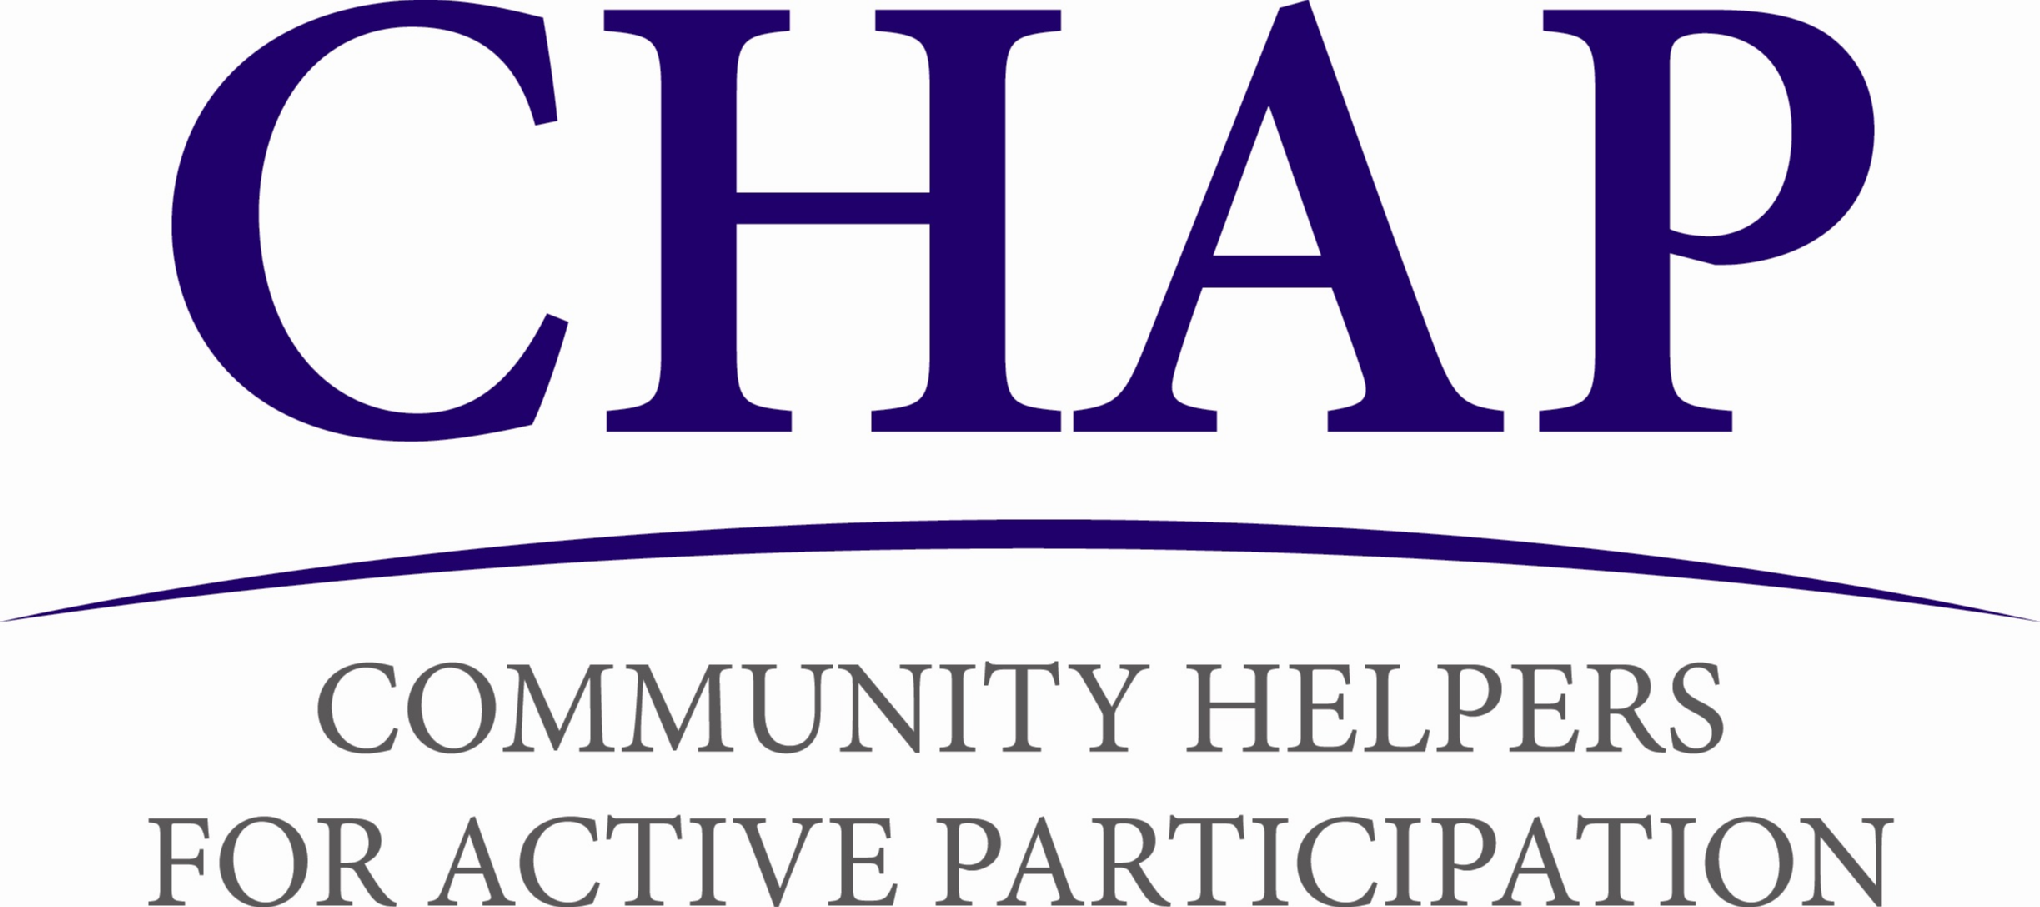 CHAP
COMMUNITY HELPERS
FOR ACTIVE PARTICIPATION